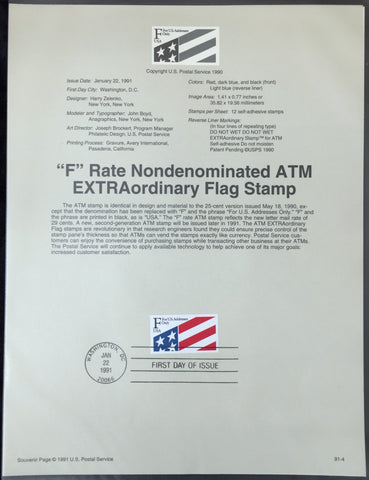 F For U.S. Addresses
Only
USA
Copyright U.S. Postal Service 1990
Issue Date: January 22, 1991
First Day City: Washington, D.C.
Designer: Harry Zelenko,
New York, New York
Modeler and Typographer: John Boyd,
Anagraphics, New York, New York
Art Director: Joseph Brockert, Program Manager
Philatelic Design, U.S. Postal Service
Printing Process: Gravure, Avery International,
Pasadena, California
Colors: Red, dark blue, and black (front)
Light blue (reverse liner)
Image Area: 1.41 x 0.77 inches or
35.82 x 19.56 millimeters
Stamps per Sheet: 12 self-adhesive stamps
Reverse Liner Markings:
(In four lines of repeating type)
DO NOT WET DO NOT WET
EXTRAordinary Stamp™ for ATM
Self-adhesive Do not moisten
Patent Pending ©USPS 1990
“F” Rate Nondenominated ATM
EXTRAordinary Flag Stamp
The ATM stamp is identical in design and material to the 25-cent version issued May 18, 1990, ex-
cept that the denomination has been replaced with "F" and the phrase "For U.S. Addresses Only." "F" and
the phrase are printed in black, as is "USA." The "F" rate ATM stamp reflects the new letter mail rate of
29 cents. A new, second-generation ATM stamp will be issued later in 1991. The ATM EXTRAordinary
Flag stamps are revolutionary in that research engineers found they could ensure precise control of the
stamp pane's thickness so that ATMs can vend the stamps exactly like currency. Postal Service cus-
tomers can enjoy the convenience of purchasing stamps while transacting other business at their ATMs.
The Postal Service will continue to apply available technology to help achieve one of its major goals:
increased customer satisfaction.
F For U.S. Addresses
Only
USA
WASHINGTON, DC
JAN
22
1991
20066
FIRST DAY OF ISSUE
Souvenir Page © 1991 U.S. Postal Service
91-4